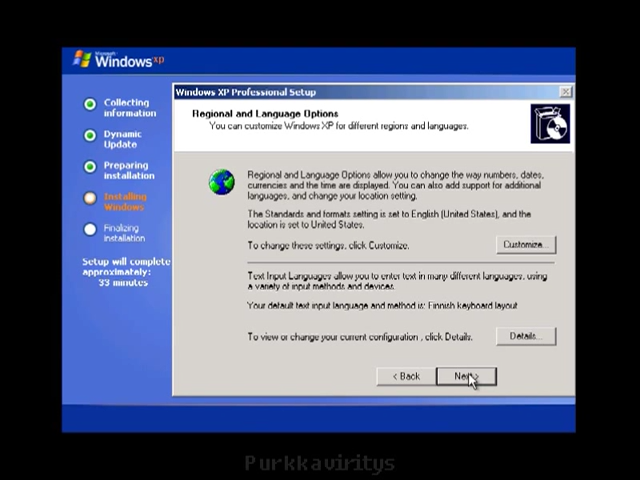 Microsoft
Windows xp
Collecting
information
Dynamic
Update
Preparing
installation
Installing
Windows
Finalizing
installation
Setup will complete
approximately:
33 minutes
Windows XP Professional Setup
Regional and Language Options
You can customize Windows XP for different regions and languages.
Regional and Language Options allow you to change the way numbers, dates,
currencies and the time are displayed. You can also add support for additional
languages, and change your location setting.
The Standards and formats setting is set to English (United States), and the
location is set to United States.
To change these settings, click Customize.
Customize...
Text Input Languages allow you to enter text in many different languages, using
a variety of input methods and devices.
Your default text input language and method is: Finnish keyboard layout
To view or change your current configuration , click Details.
Details...
< Back
Next >
Purkkaviritys